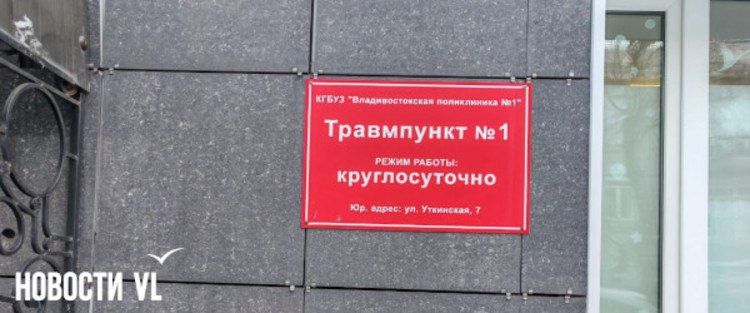 КГБУЗ "Владивостокская поликлиника №1"
Травмпункт №1
РЕЖИМ РАБОТЫ:
круглосуточно
Юр. адрес: ул. Уткинская, 7
НОВОСТИ VL